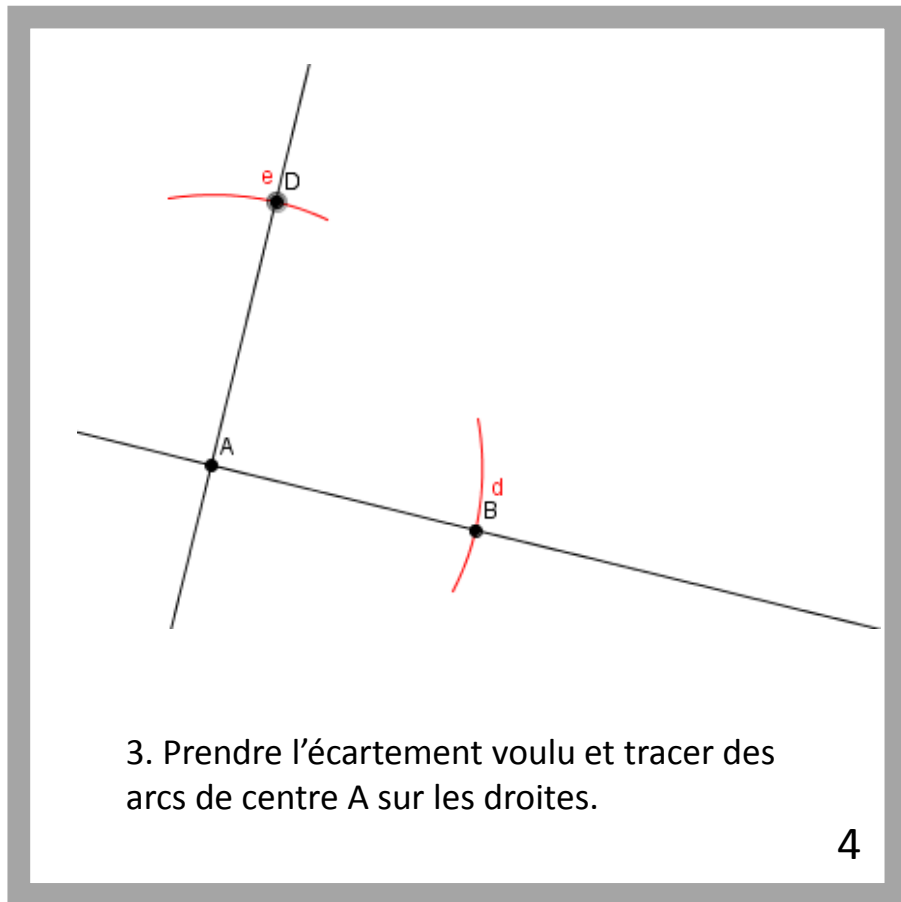 e D
A
d
B
3. Prendre l’écartement voulu et tracer des
arcs de centre A sur les droites.
4